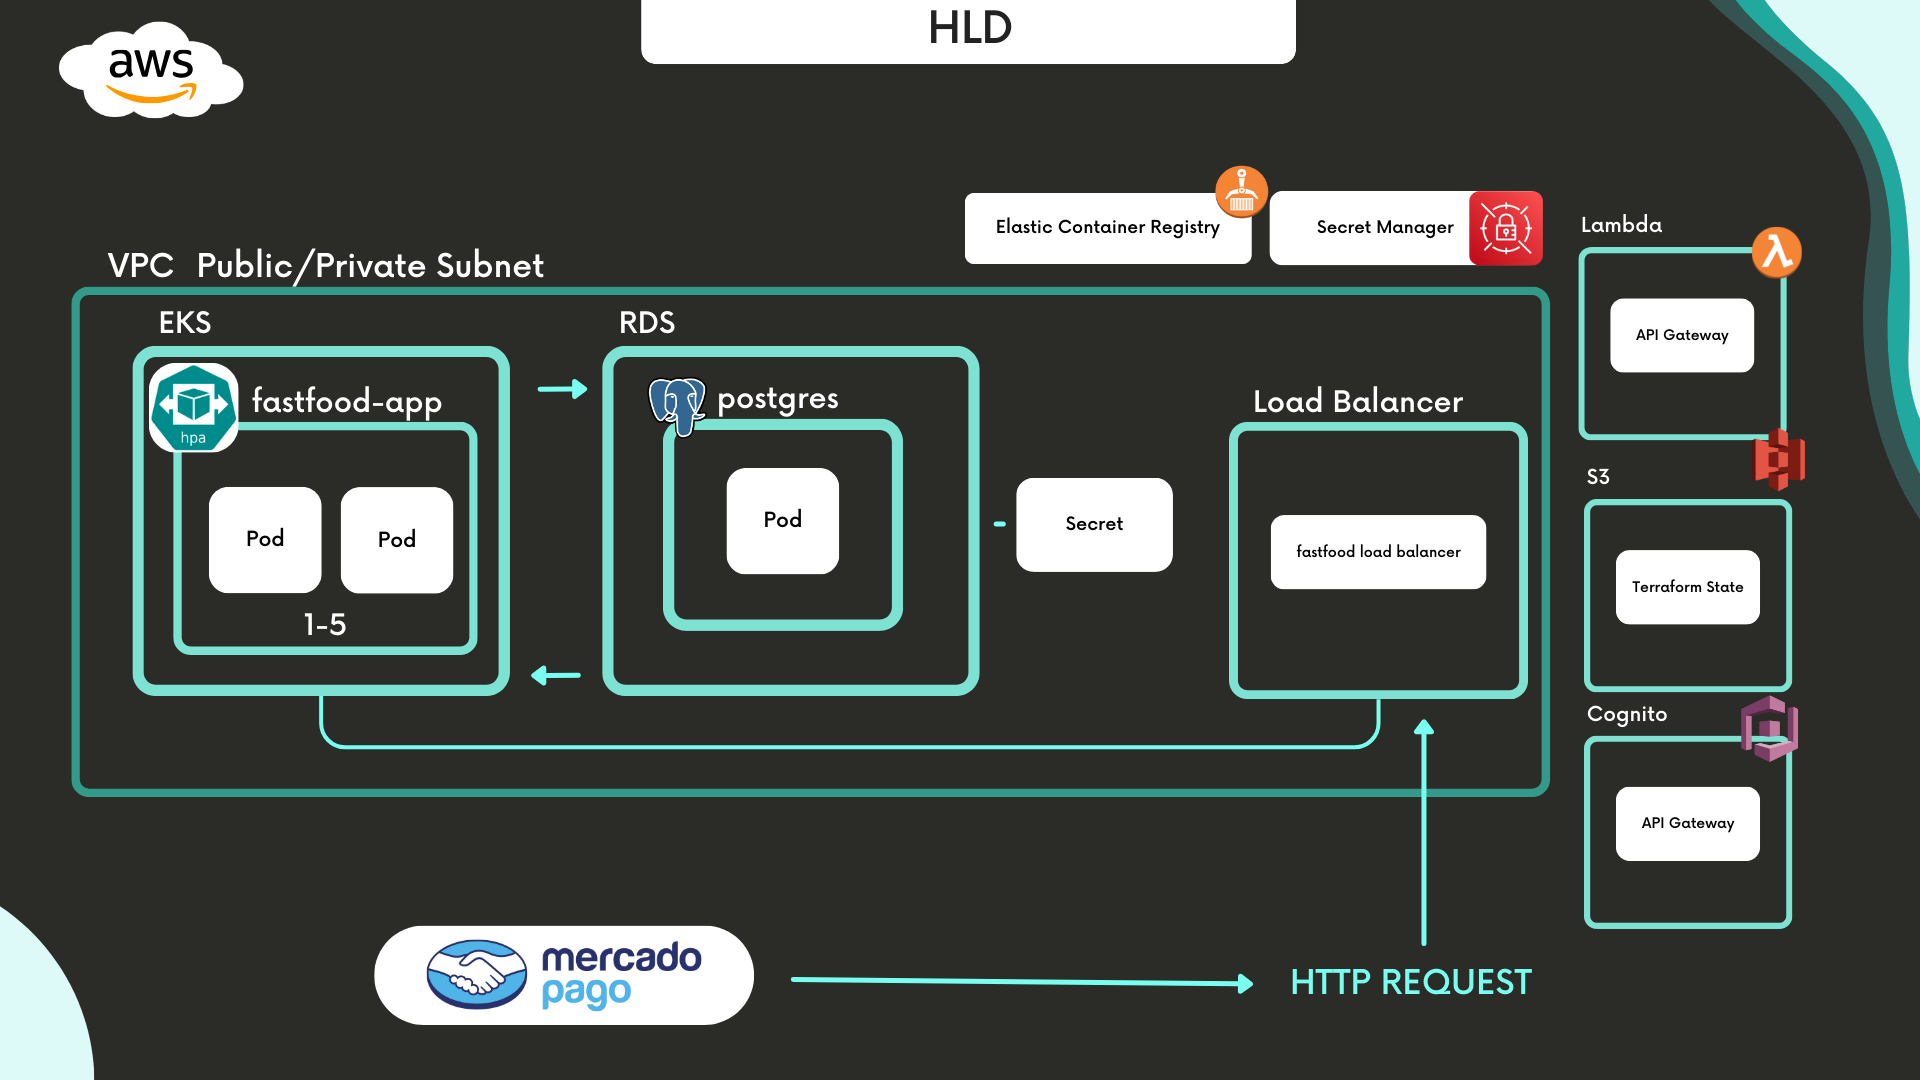 HLD
aws
Elastic Container Registry
Secret Manager
Lambda
API Gateway
VPC Public/Private Subnet
EKS
RDS
hpa
fastfood-app
postgres
Load Balancer
Pod
Pod
1-5
Pod
Secret
fastfood load balancer
S3
Terraform State
Cognito
API Gateway
mercado
pago
HTTP REQUEST